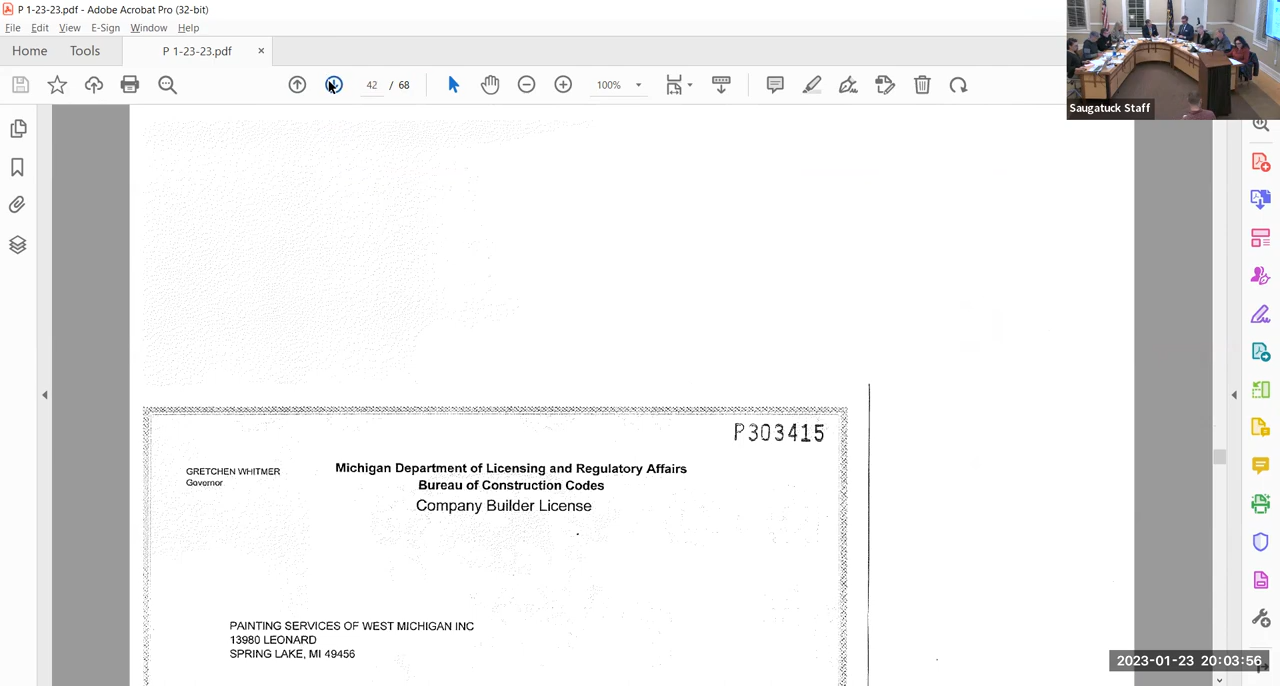 P 1-23-23.pdf - Adobe Acrobat Pro (32-bit)
File Edit View E-Sign Window Help
Home Tools P 1-23-23.pdf ×
42 / 68 100%
Saugatuck Staff
P303415
GRETCHEN WHITMER
Governor
Michigan Department of Licensing and Regulatory Affairs
Bureau of Construction Codes
Company Builder License
PAINTING SERVICES OF WEST MICHIGAN INC
13980 LEONARD
SPRING LAKE, MI 49456
2023-01-23 20:03:56